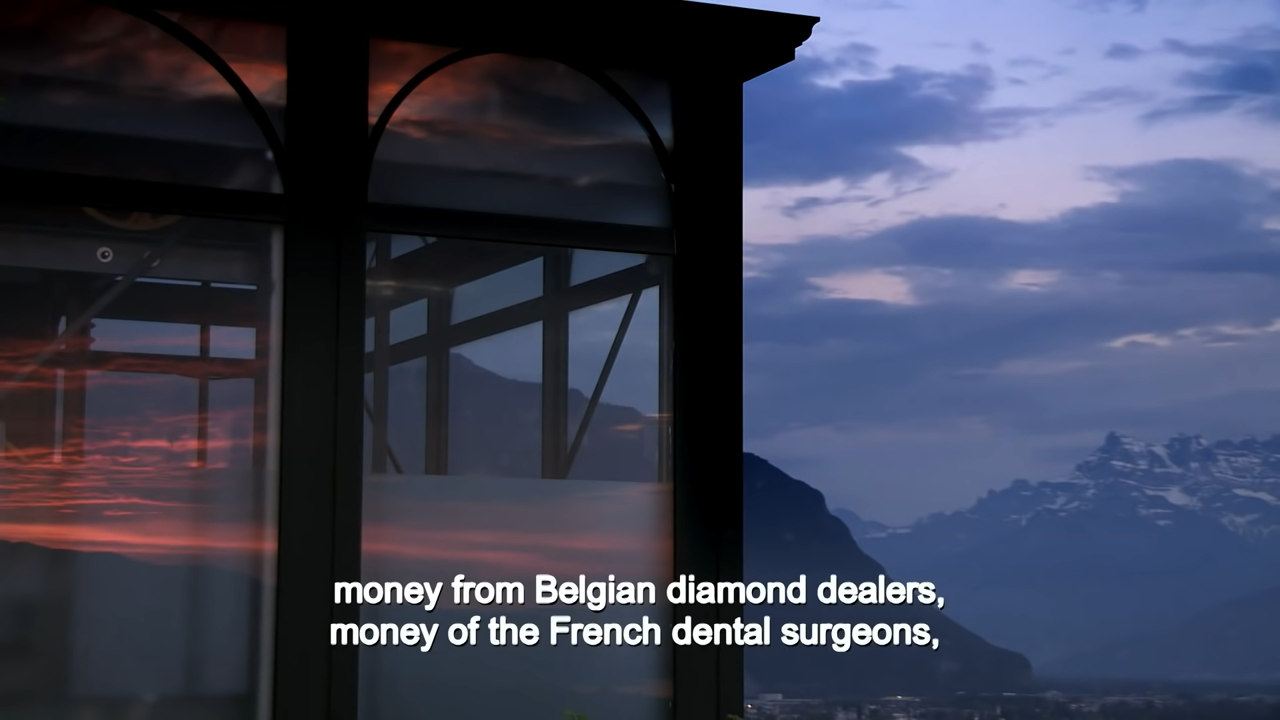 money from Belgian diamond dealers,
money of the French dental surgeons,